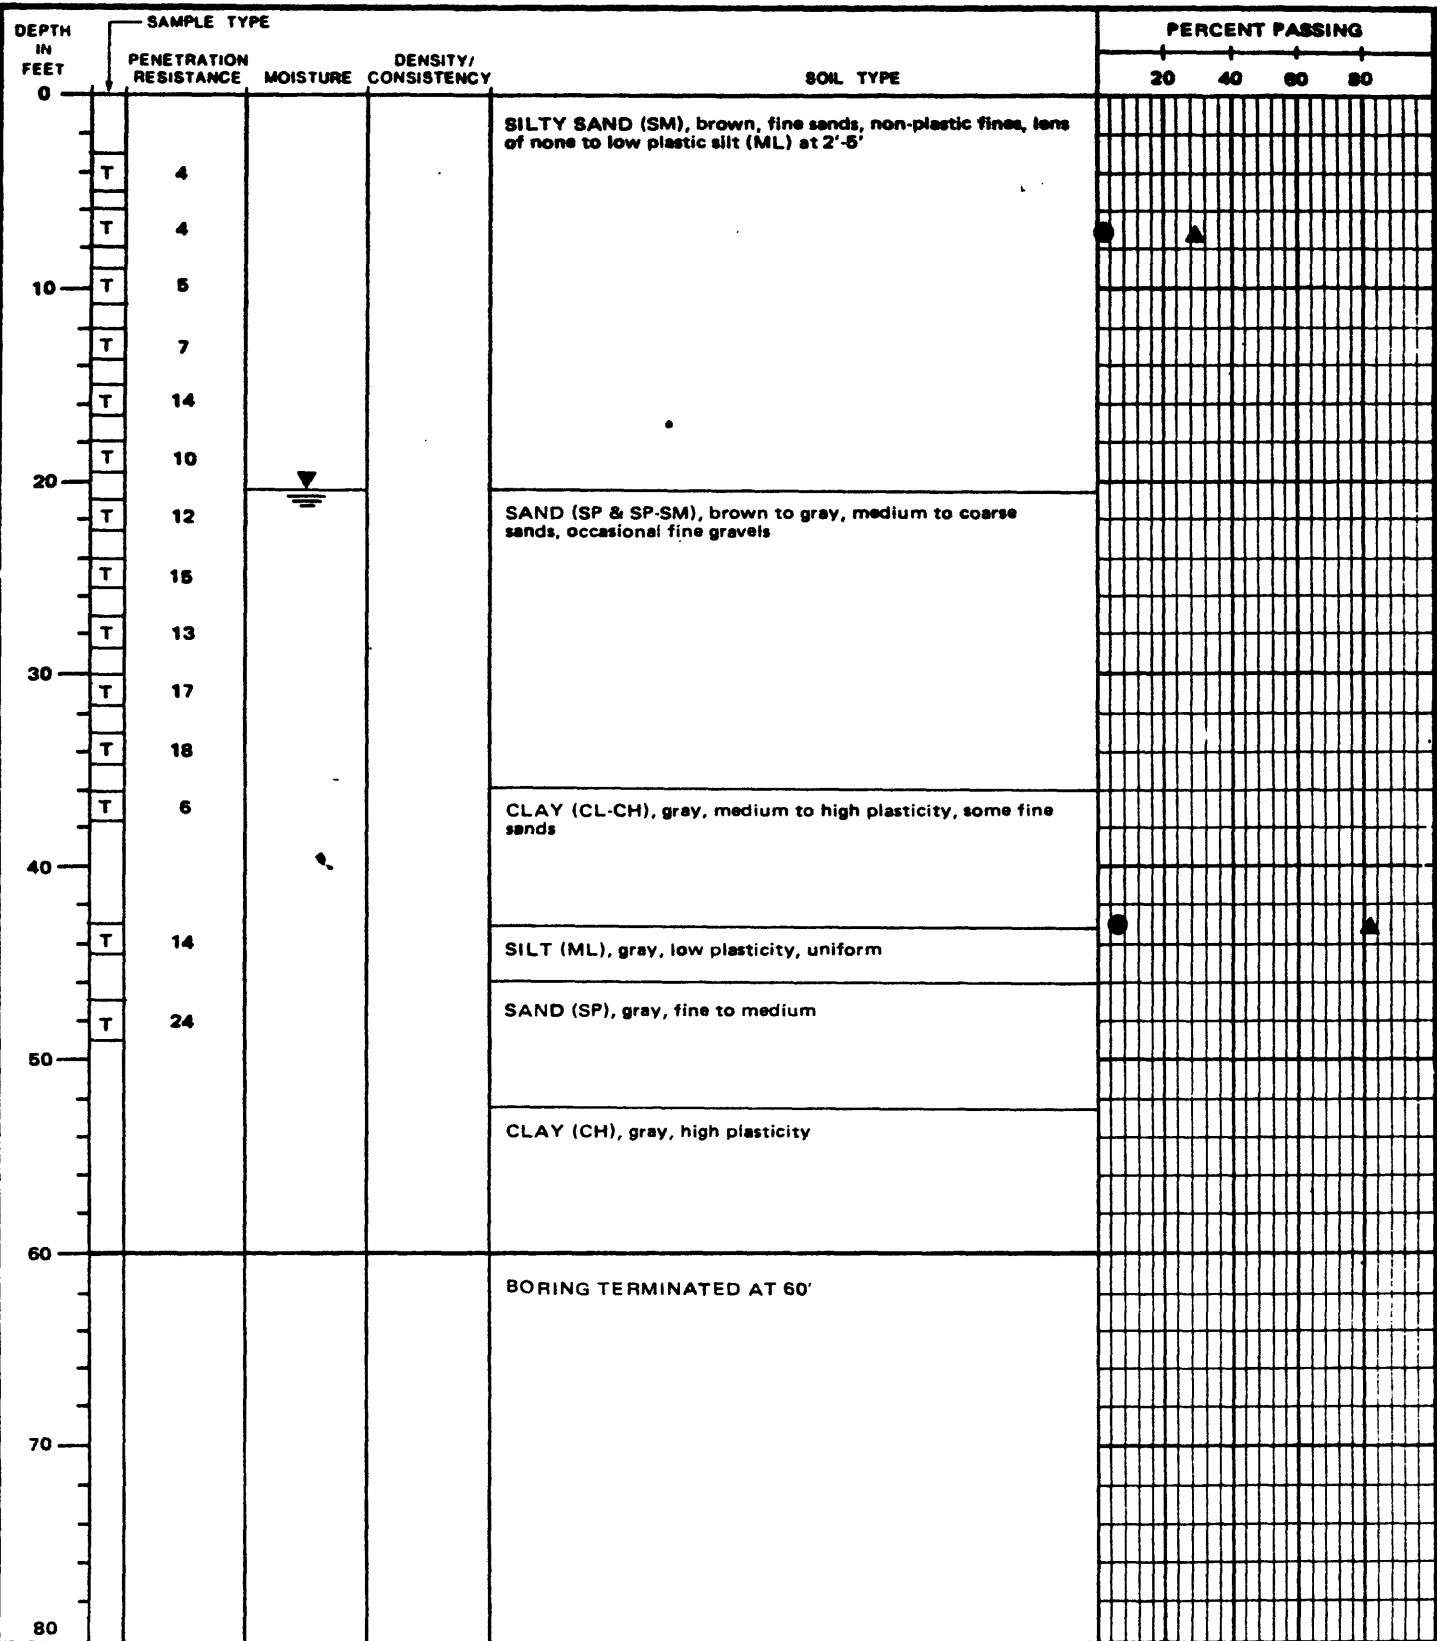 DEPTH
IN
FEET
SAMPLE TYPE
PENETRATION
RESISTANCE
MOISTURE
DENSITY/
CONSISTENCY
SOIL TYPE
PERCENT PASSING
20 40 60 80
0
SILTY SAND (SM), brown, fine sands, non-plastic fines, lens
of none to low plastic silt (ML) at 2'-5'
T 4
T 4
10 T 5
T 7
T 14
T 10
20
T 12
SAND (SP & SP-SM), brown to gray, medium to coarse
sands, occasional fine gravels
T 15
T 13
30
T 17
T 18
T 6
CLAY (CL-CH), gray, medium to high plasticity, some fine
sands
40
T 14
SILT (ML), gray, low plasticity, uniform
T 24
SAND (SP), gray, fine to medium
50
CLAY (CH), gray, high plasticity
60
BORING TERMINATED AT 60'
70
80